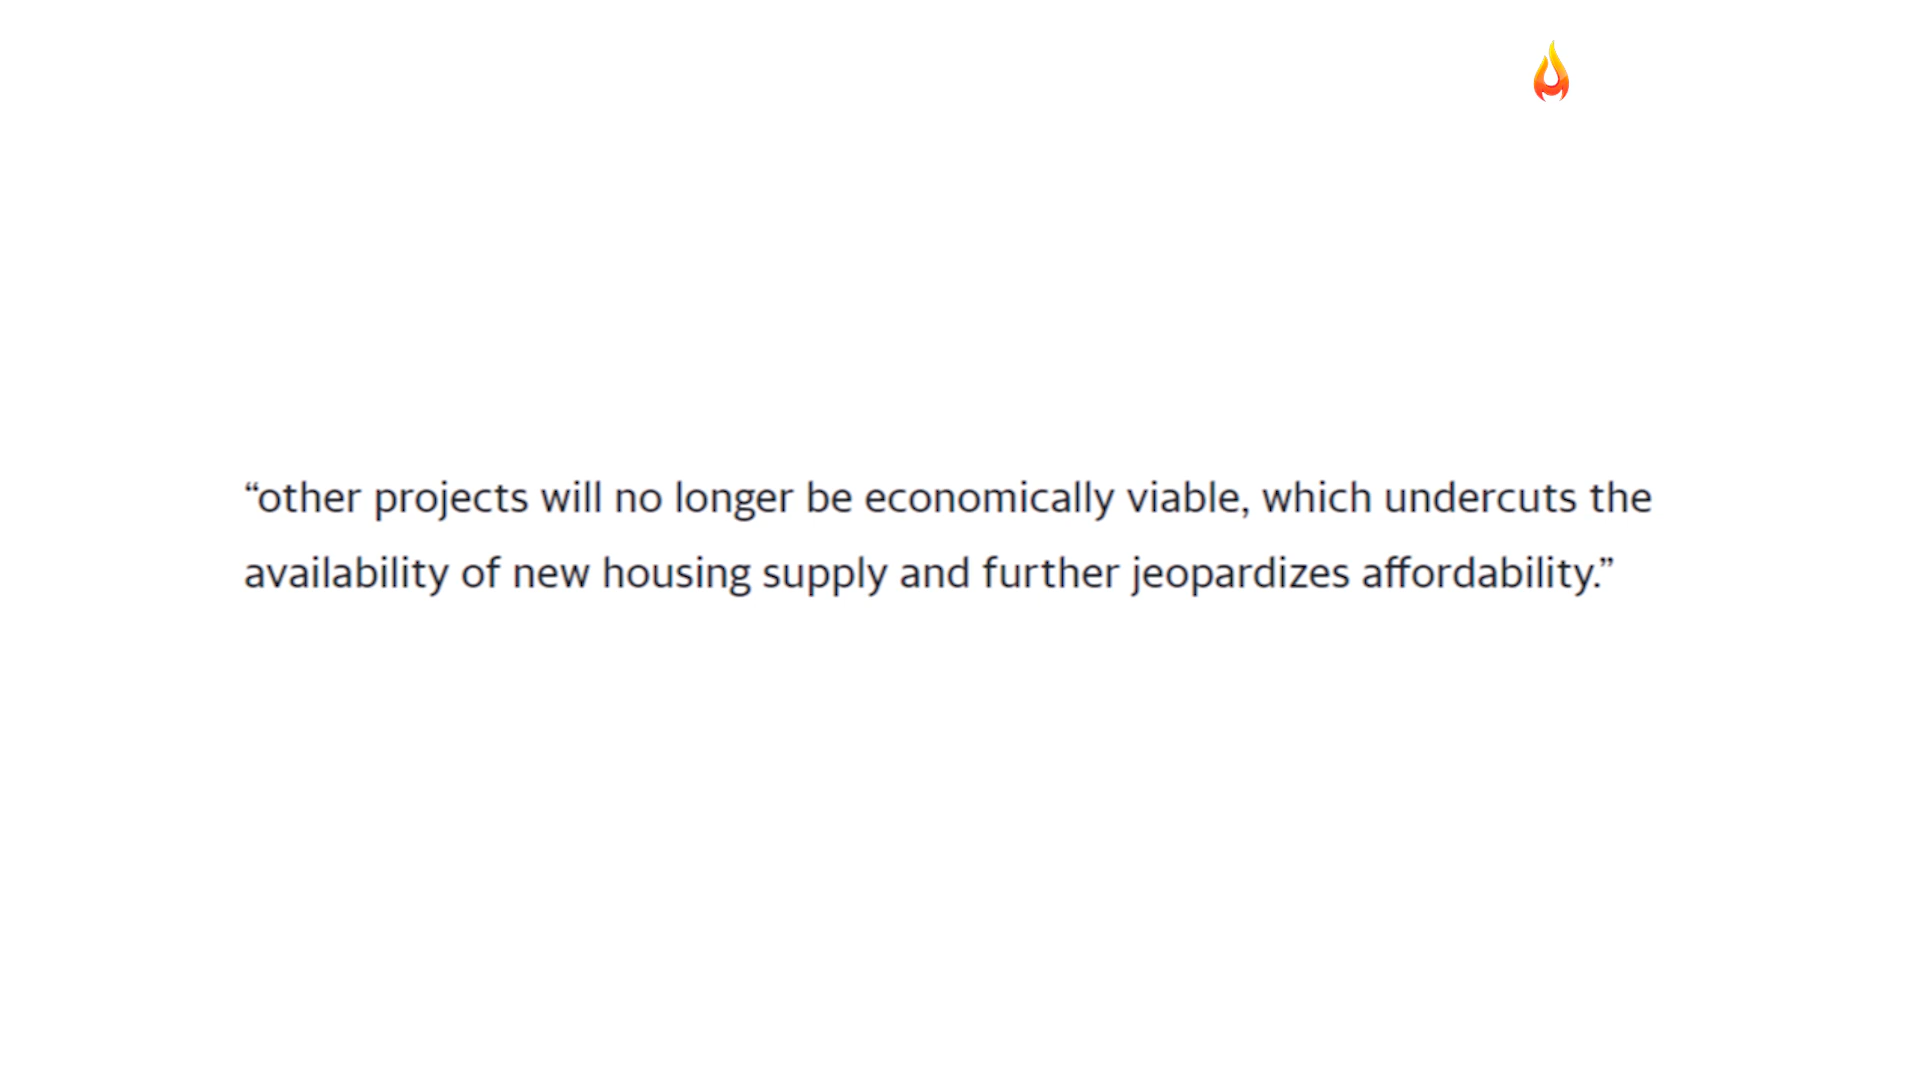 “other projects will no longer be economically viable, which undercuts the
availability of new housing supply and further jeopardizes affordability.”